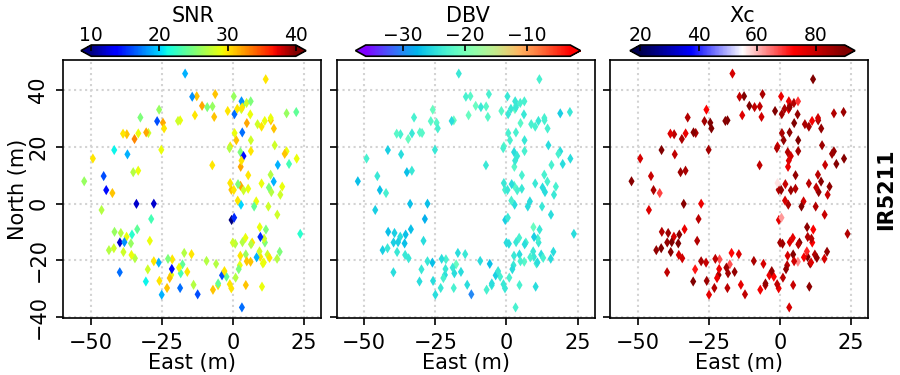 SNR DBV Xc
10 20 30 40 −30 −20 −10 20 40 60 80
40
20
0
−20
−40
North (m)
−50 −25 0 25 −50 −25 0 25 −50 −25 0 25
East (m) East (m) East (m)
IR5211